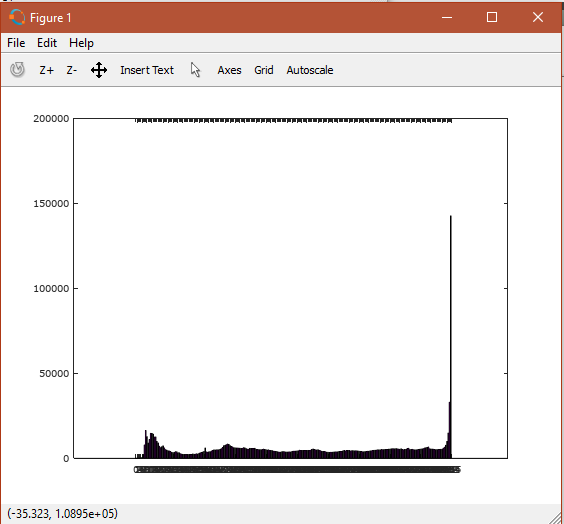 Figure 1
File Edit Help
Z+ Z- Insert Text Axes Grid Autoscale
200000
150000
100000
50000
0
(-35.323, 1.0895e+05)